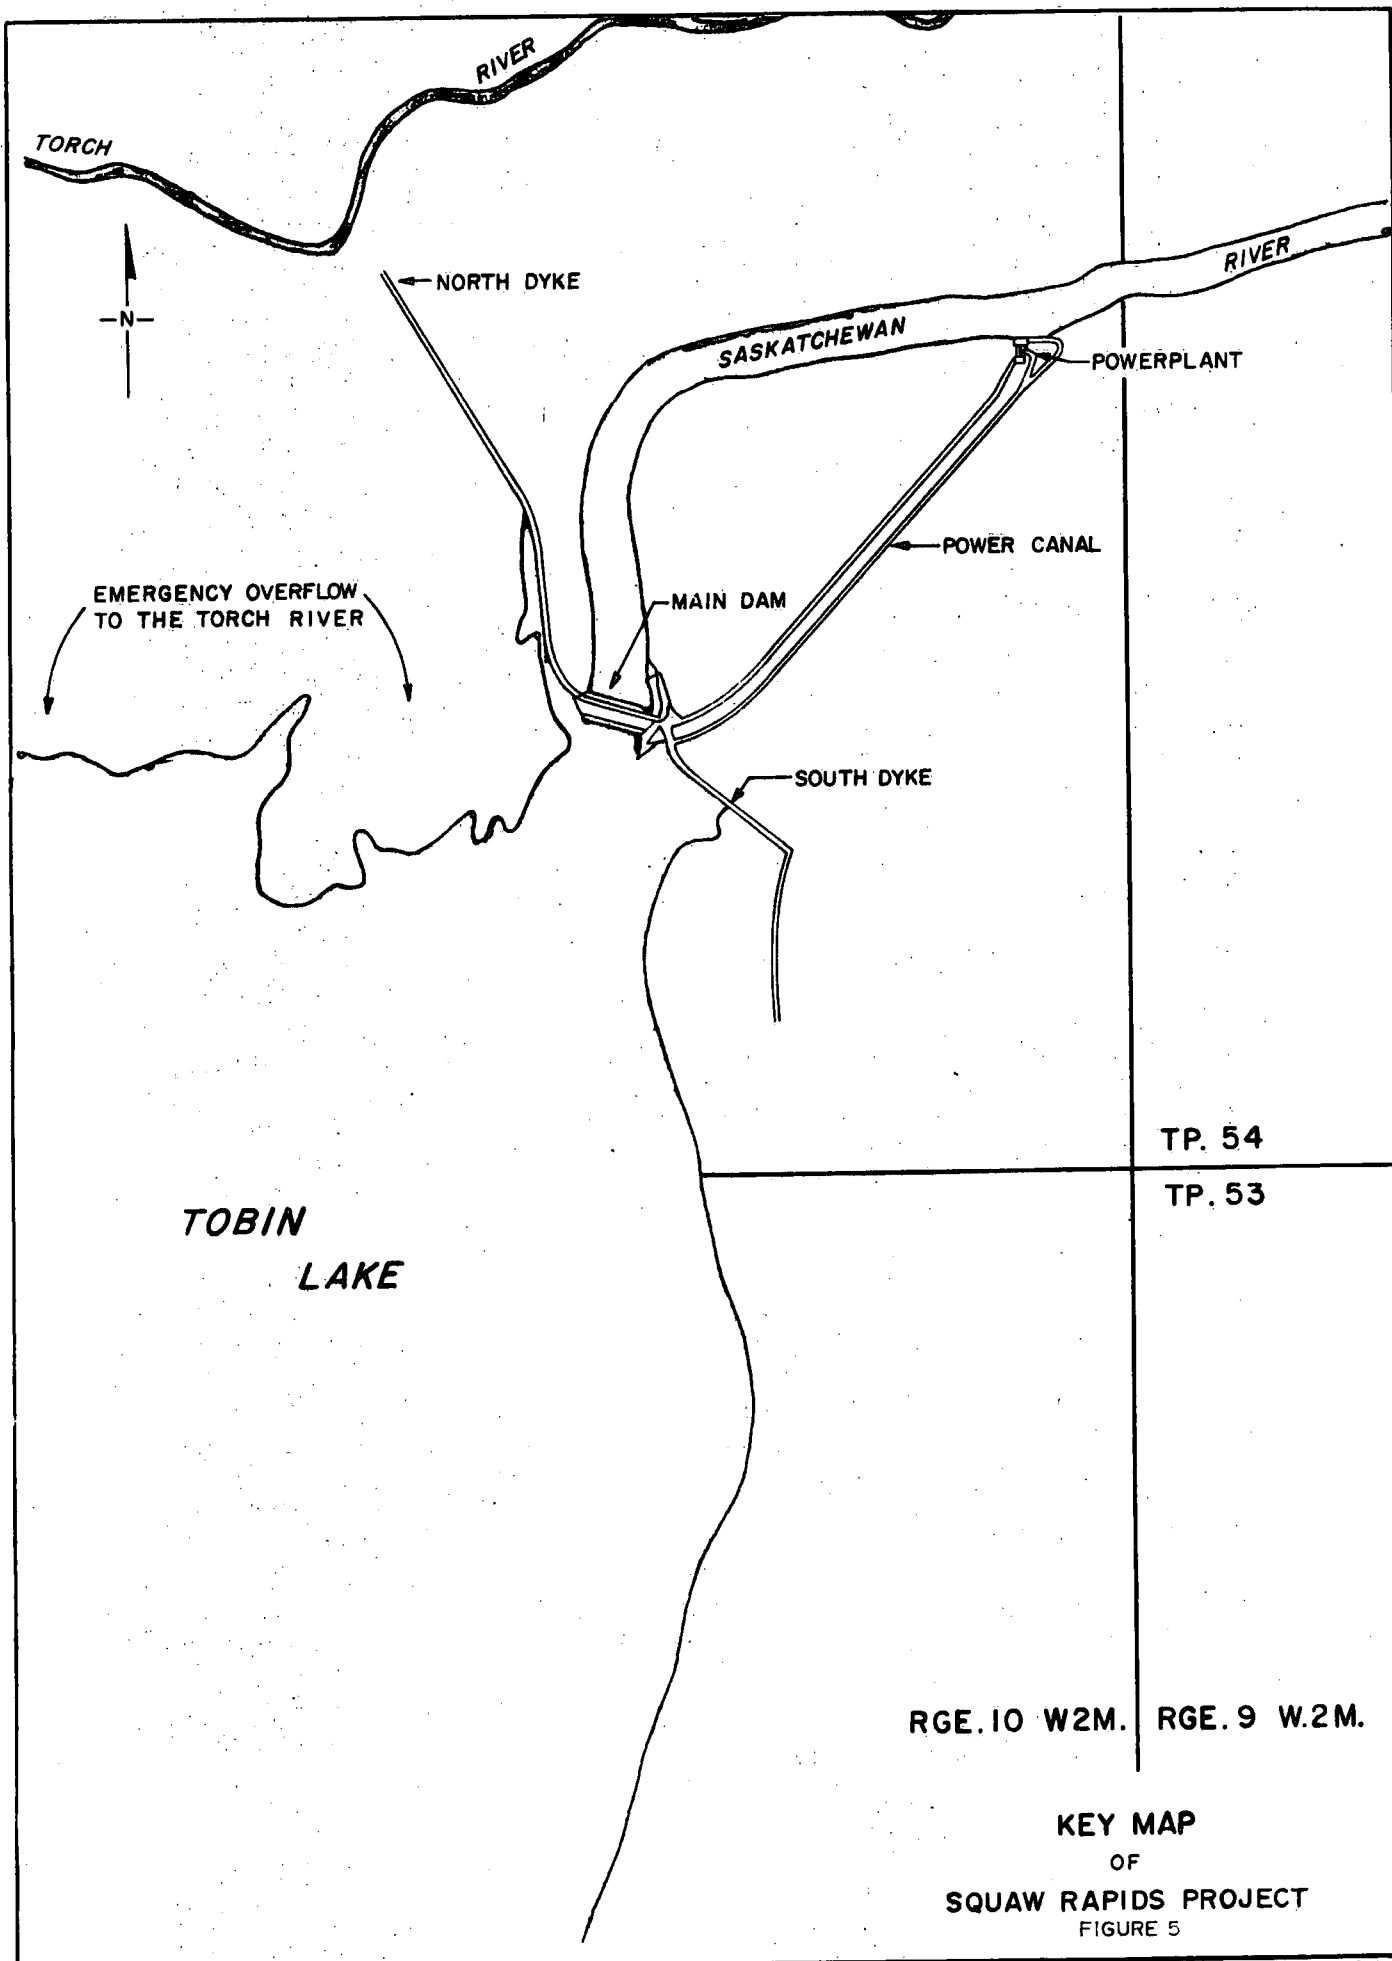 RIVER
TORCH
NORTH DYKE
-N-
RIVER
SASKATCHEWAN
POWERPLANT
POWER CANAL
EMERGENCY OVERFLOW
TO THE TORCH RIVER
MAIN DAM
SOUTH DYKE
TP. 54
TP. 53
TOBIN
LAKE
RGE. 10 W2M. RGE. 9 W.2M.
KEY MAP
OF
SQUAW RAPIDS PROJECT
FIGURE 5